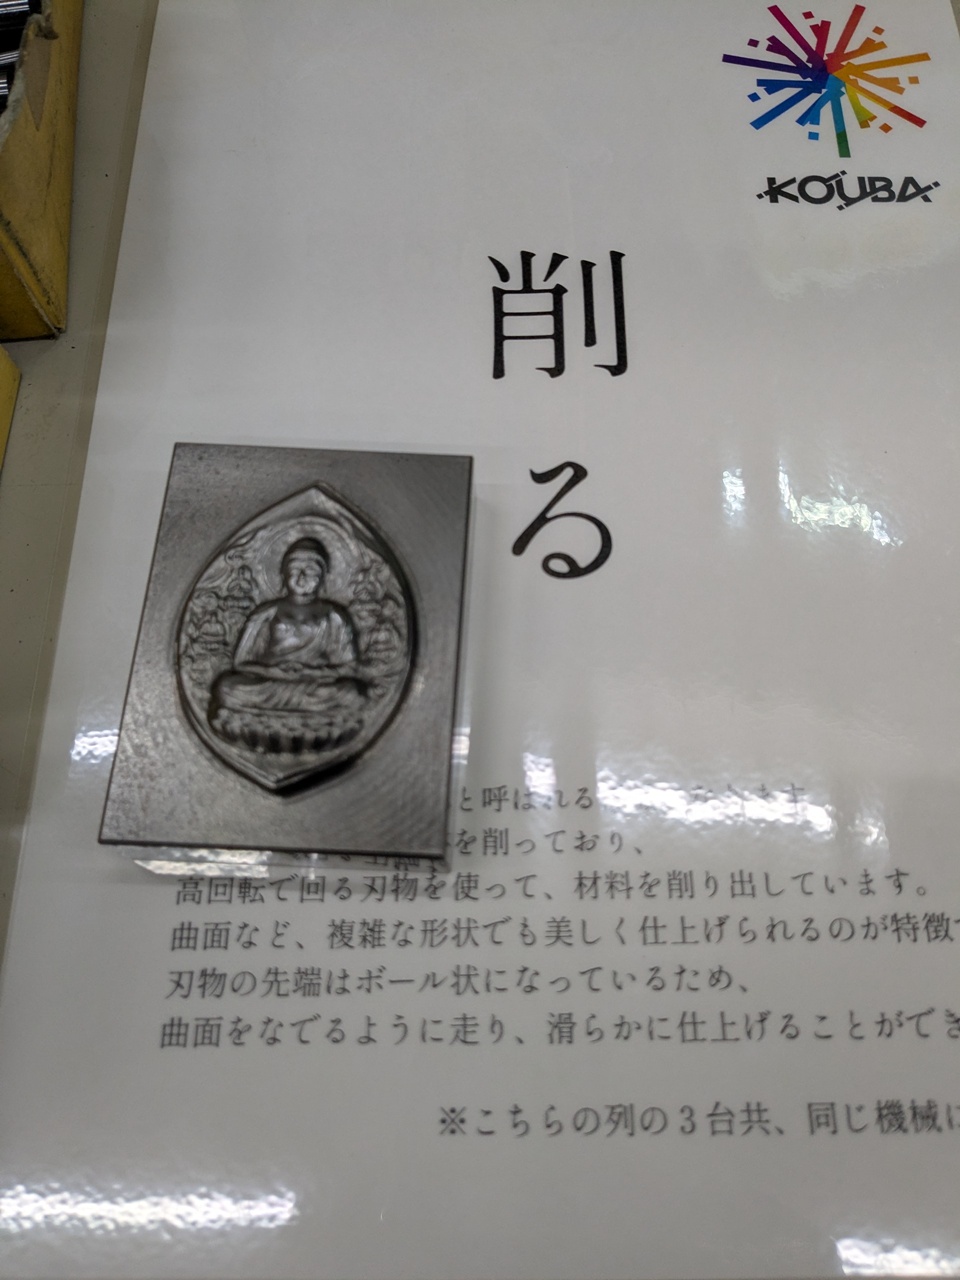 KOUBA
削る
と呼ばれる
を削っており、
高回転で回る刃物を使って、材料を削り出しています。
曲面など、複雑な形状でも美しく仕上げられるのが特徴
刃物の先端はボール状になっているため、
曲面をなでるように走り、滑らかに仕上げることができ
※こちらの列の3台共、同じ機械に